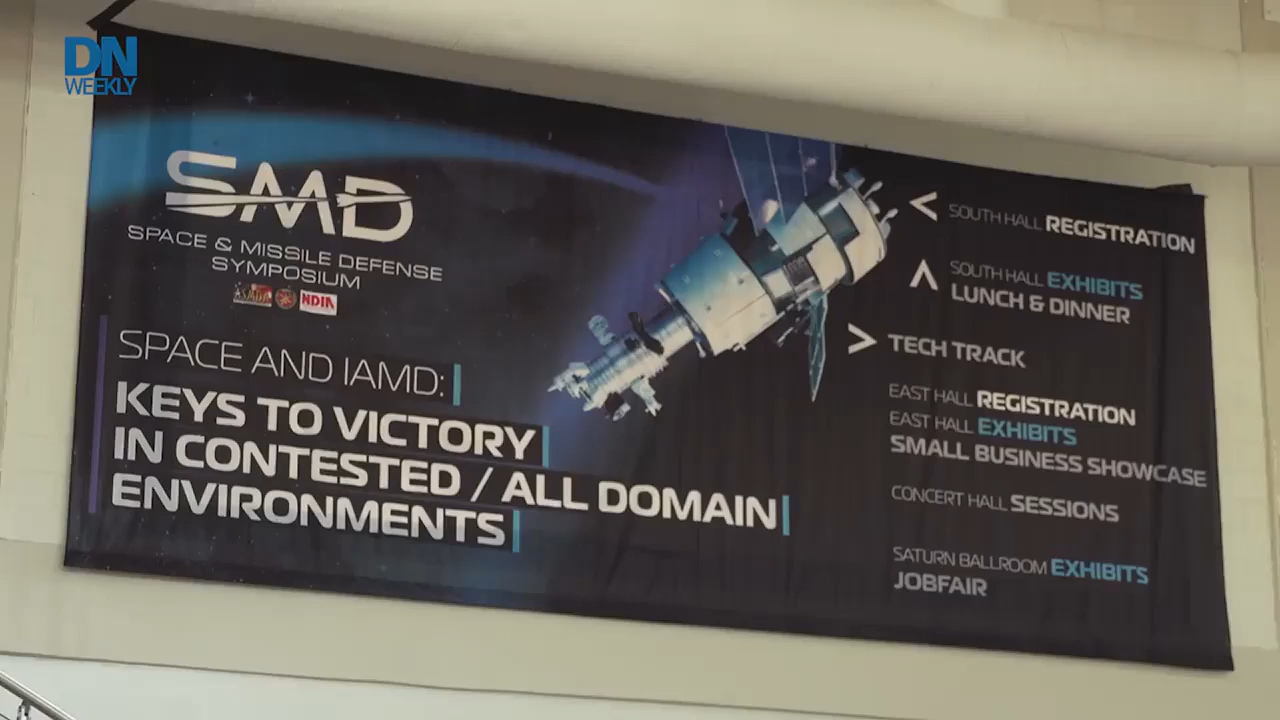 DN
WEEKLY
SMD
SPACE & MISSILE DEFENSE
SYMPOSIUM
NDIA
SPACE AND IAMD:
KEYS TO VICTORY
IN CONTESTED / ALL DOMAIN
ENVIRONMENTS
< SOUTH HALL REGISTRATION
SOUTH HALL EXHIBITS
LUNCH & DINNER
> TECH TRACK
EAST HALL REGISTRATION
EAST HALL EXHIBITS
SMALL BUSINESS SHOWCASE
CONCERT HALL SESSIONS
SATURN BALLROOM EXHIBITS
JOBFAIR